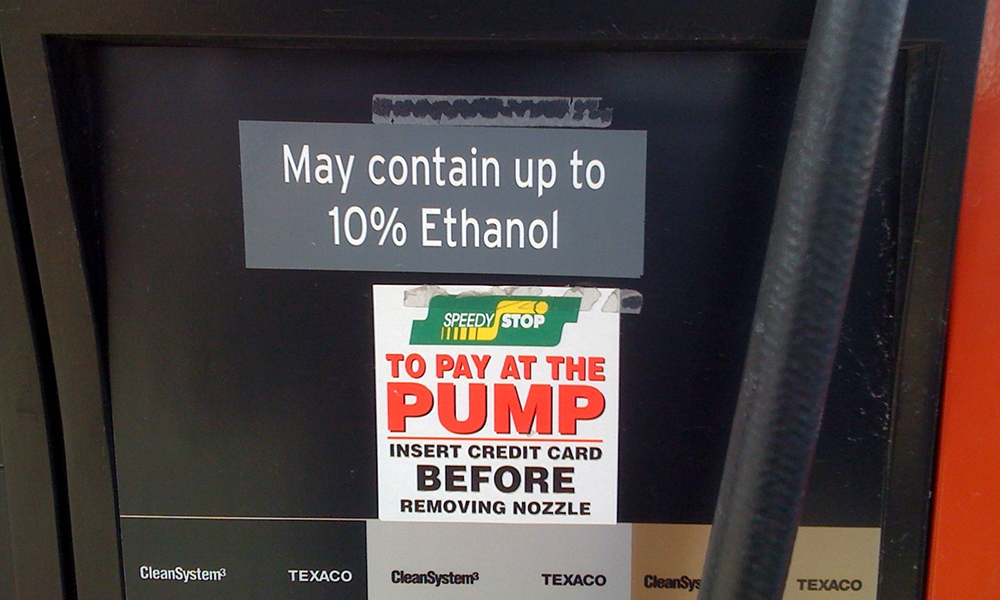 May contain up to
10% Ethanol
SPEEDY STOP
TO PAY AT THE
PUMP
INSERT CREDIT CARD
BEFORE
REMOVING NOZZLE
CleanSystem³ TEXACO
CleanSystem³ TEXACO
CleanSys TEXACO